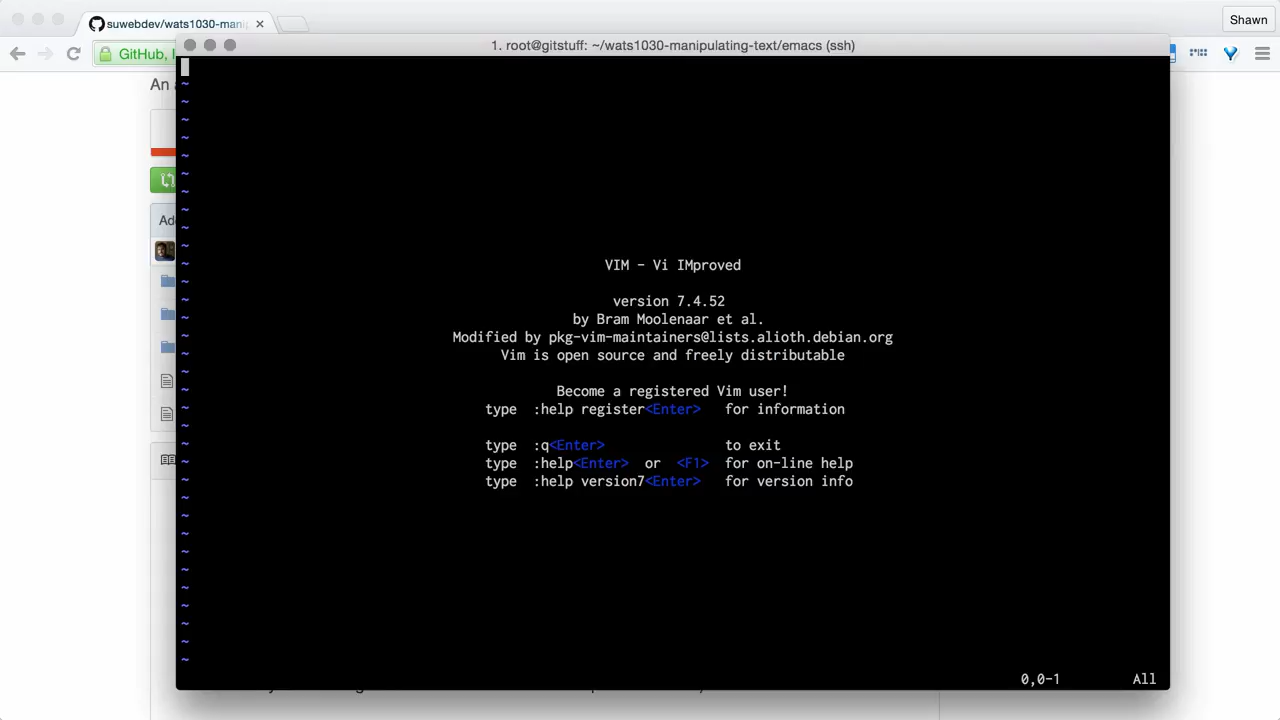 suwebdev/wats1030-mani
Shawn
GitHub, I
1. root@gitstuff: ~/wats1030-manipulating-text/emacs (ssh)
An
~
~
~
~
~
~
~
~
~
~
VIM - Vi IMproved
~
~
version 7.4.52
~
by Bram Moolenaar et al.
~
Modified by pkg-vim-maintainers@lists.alioth.debian.org
~
Vim is open source and freely distributable
~
~
Become a registered Vim user!
~
type :help register<Enter> for information
~
~
type :q<Enter> to exit
~
type :help<Enter> or <F1> for on-line help
~
type :help version7<Enter> for version info
~
~
~
~
~
~
~
~
~
~
0,0-1 All